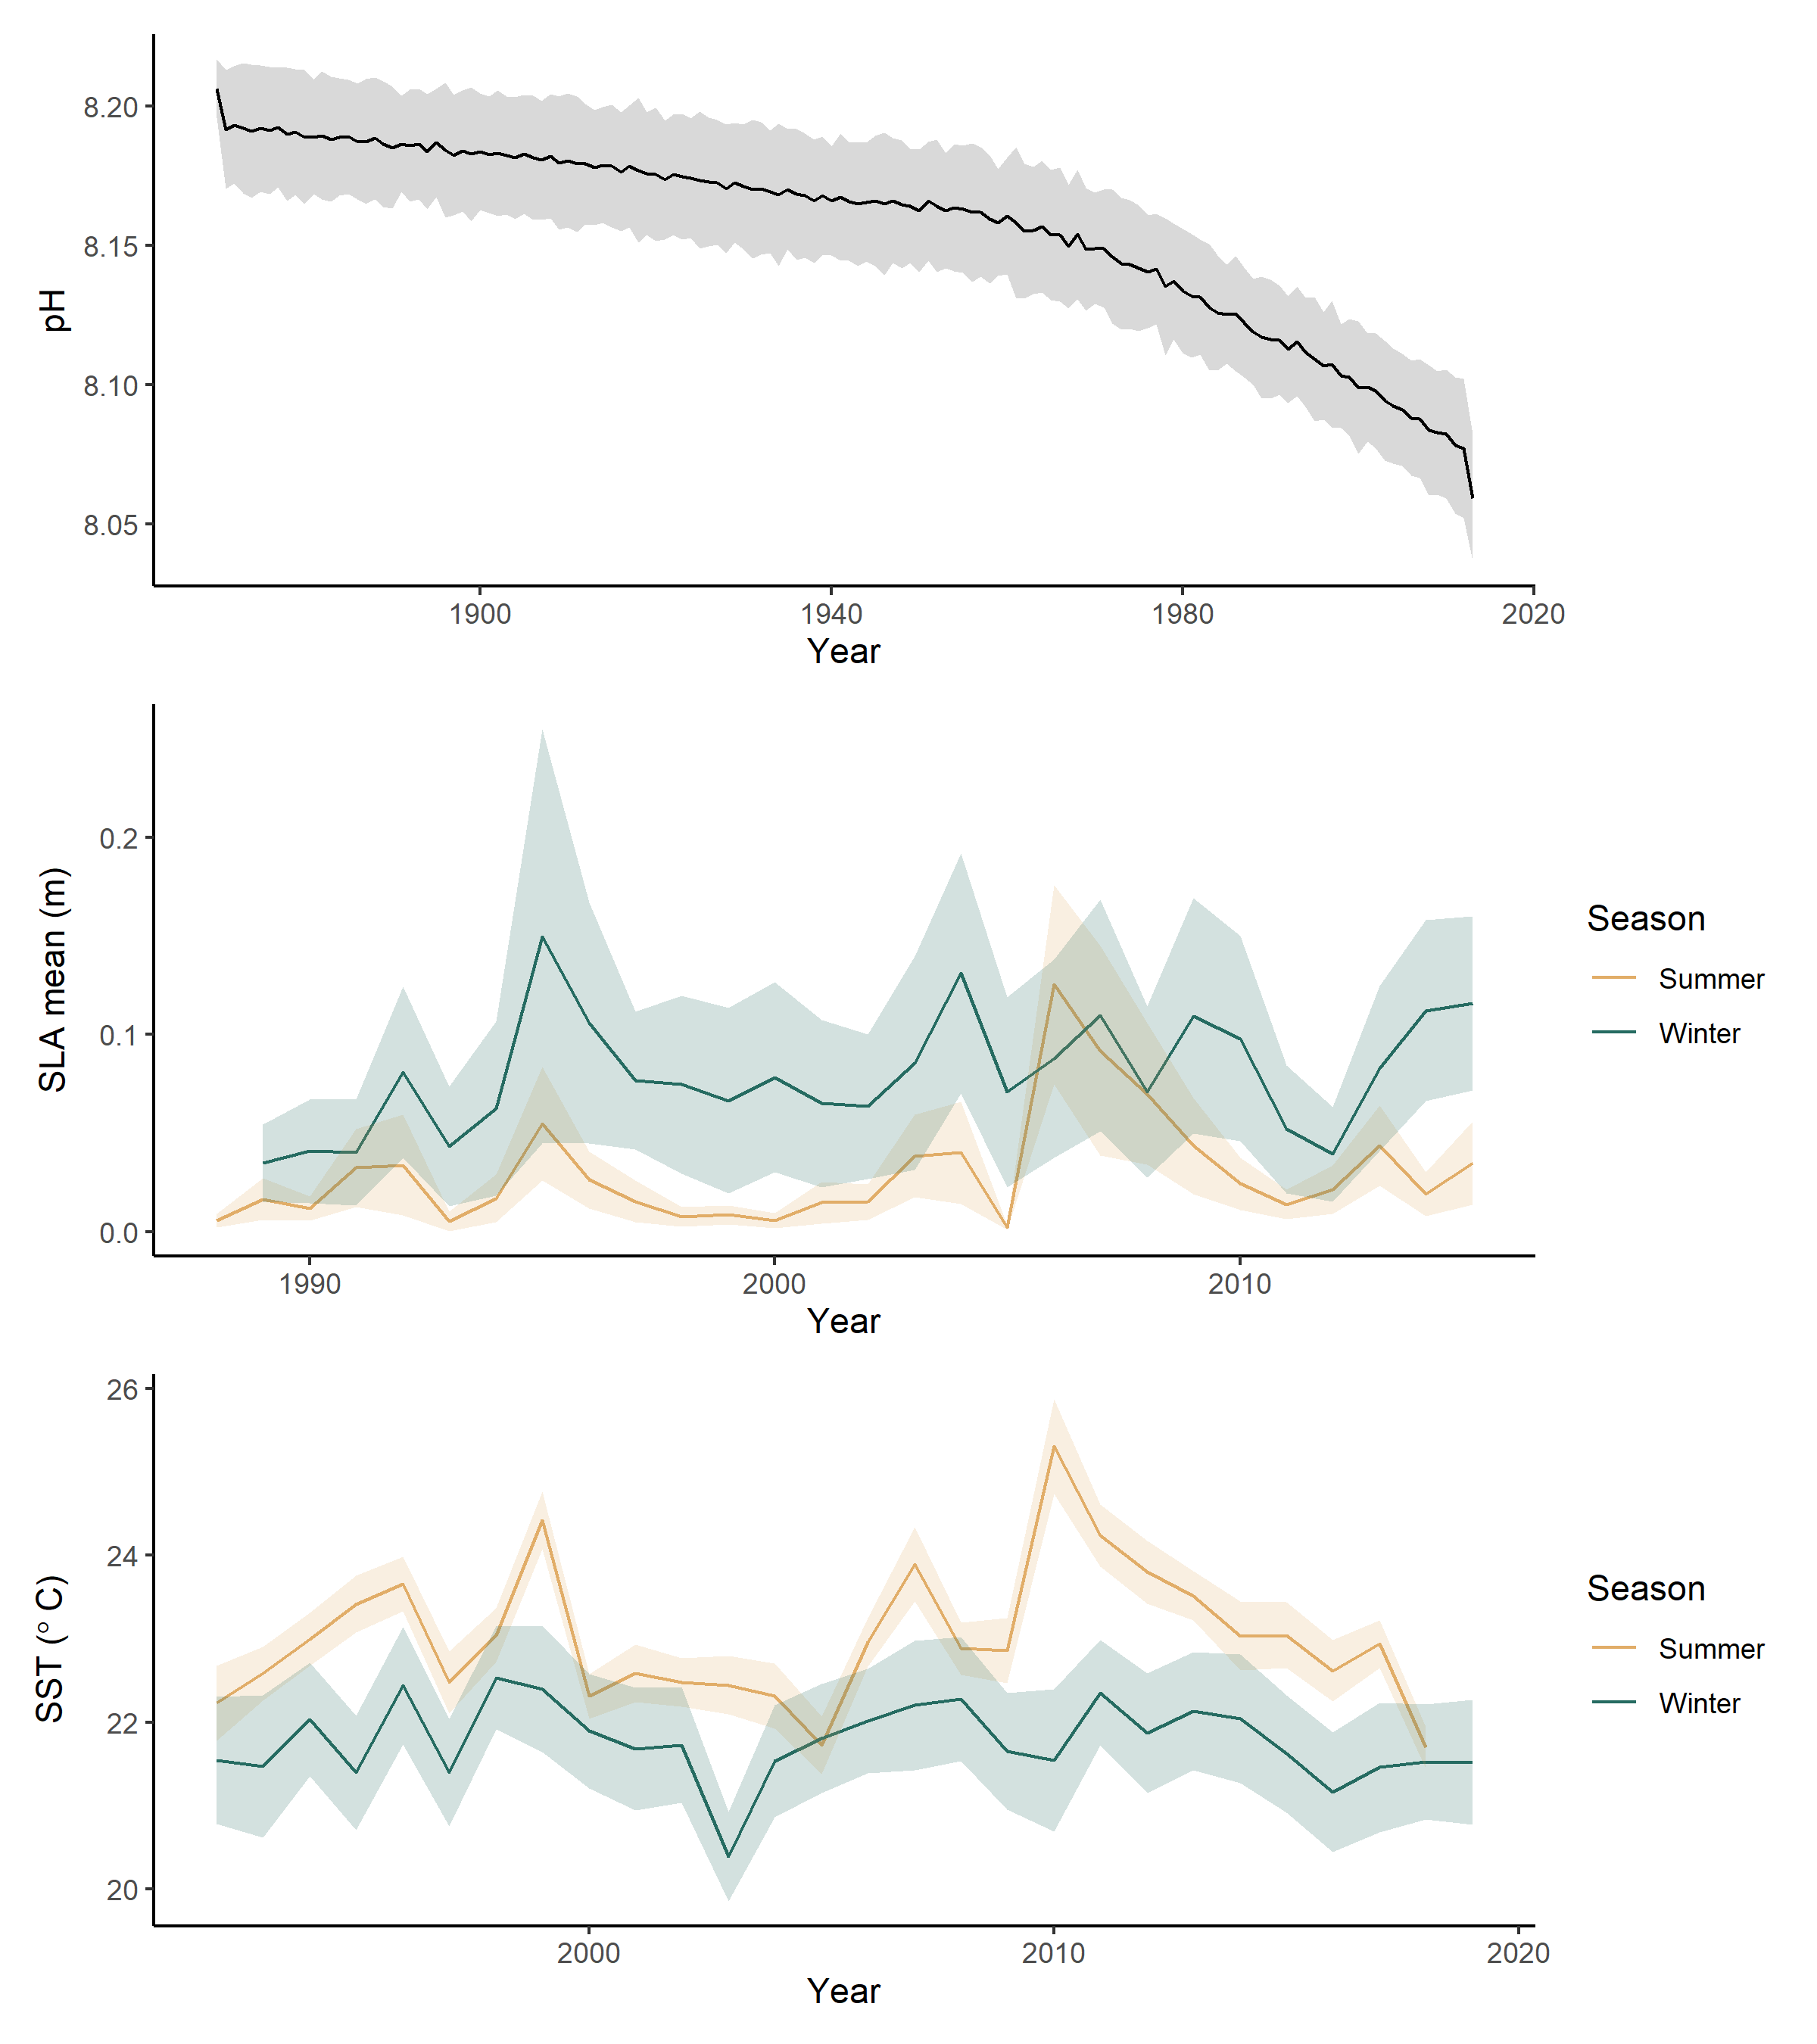 8.20
8.15
8.10
8.05
pH
1900 1940 1980 2020
Year
0.2
0.1
0.0
SLA mean (m)
1990 2000 2010
Year
Season
Summer
Winter
26
24
22
20
SST (° C)
2000 2010 2020
Year
Season
Summer
Winter